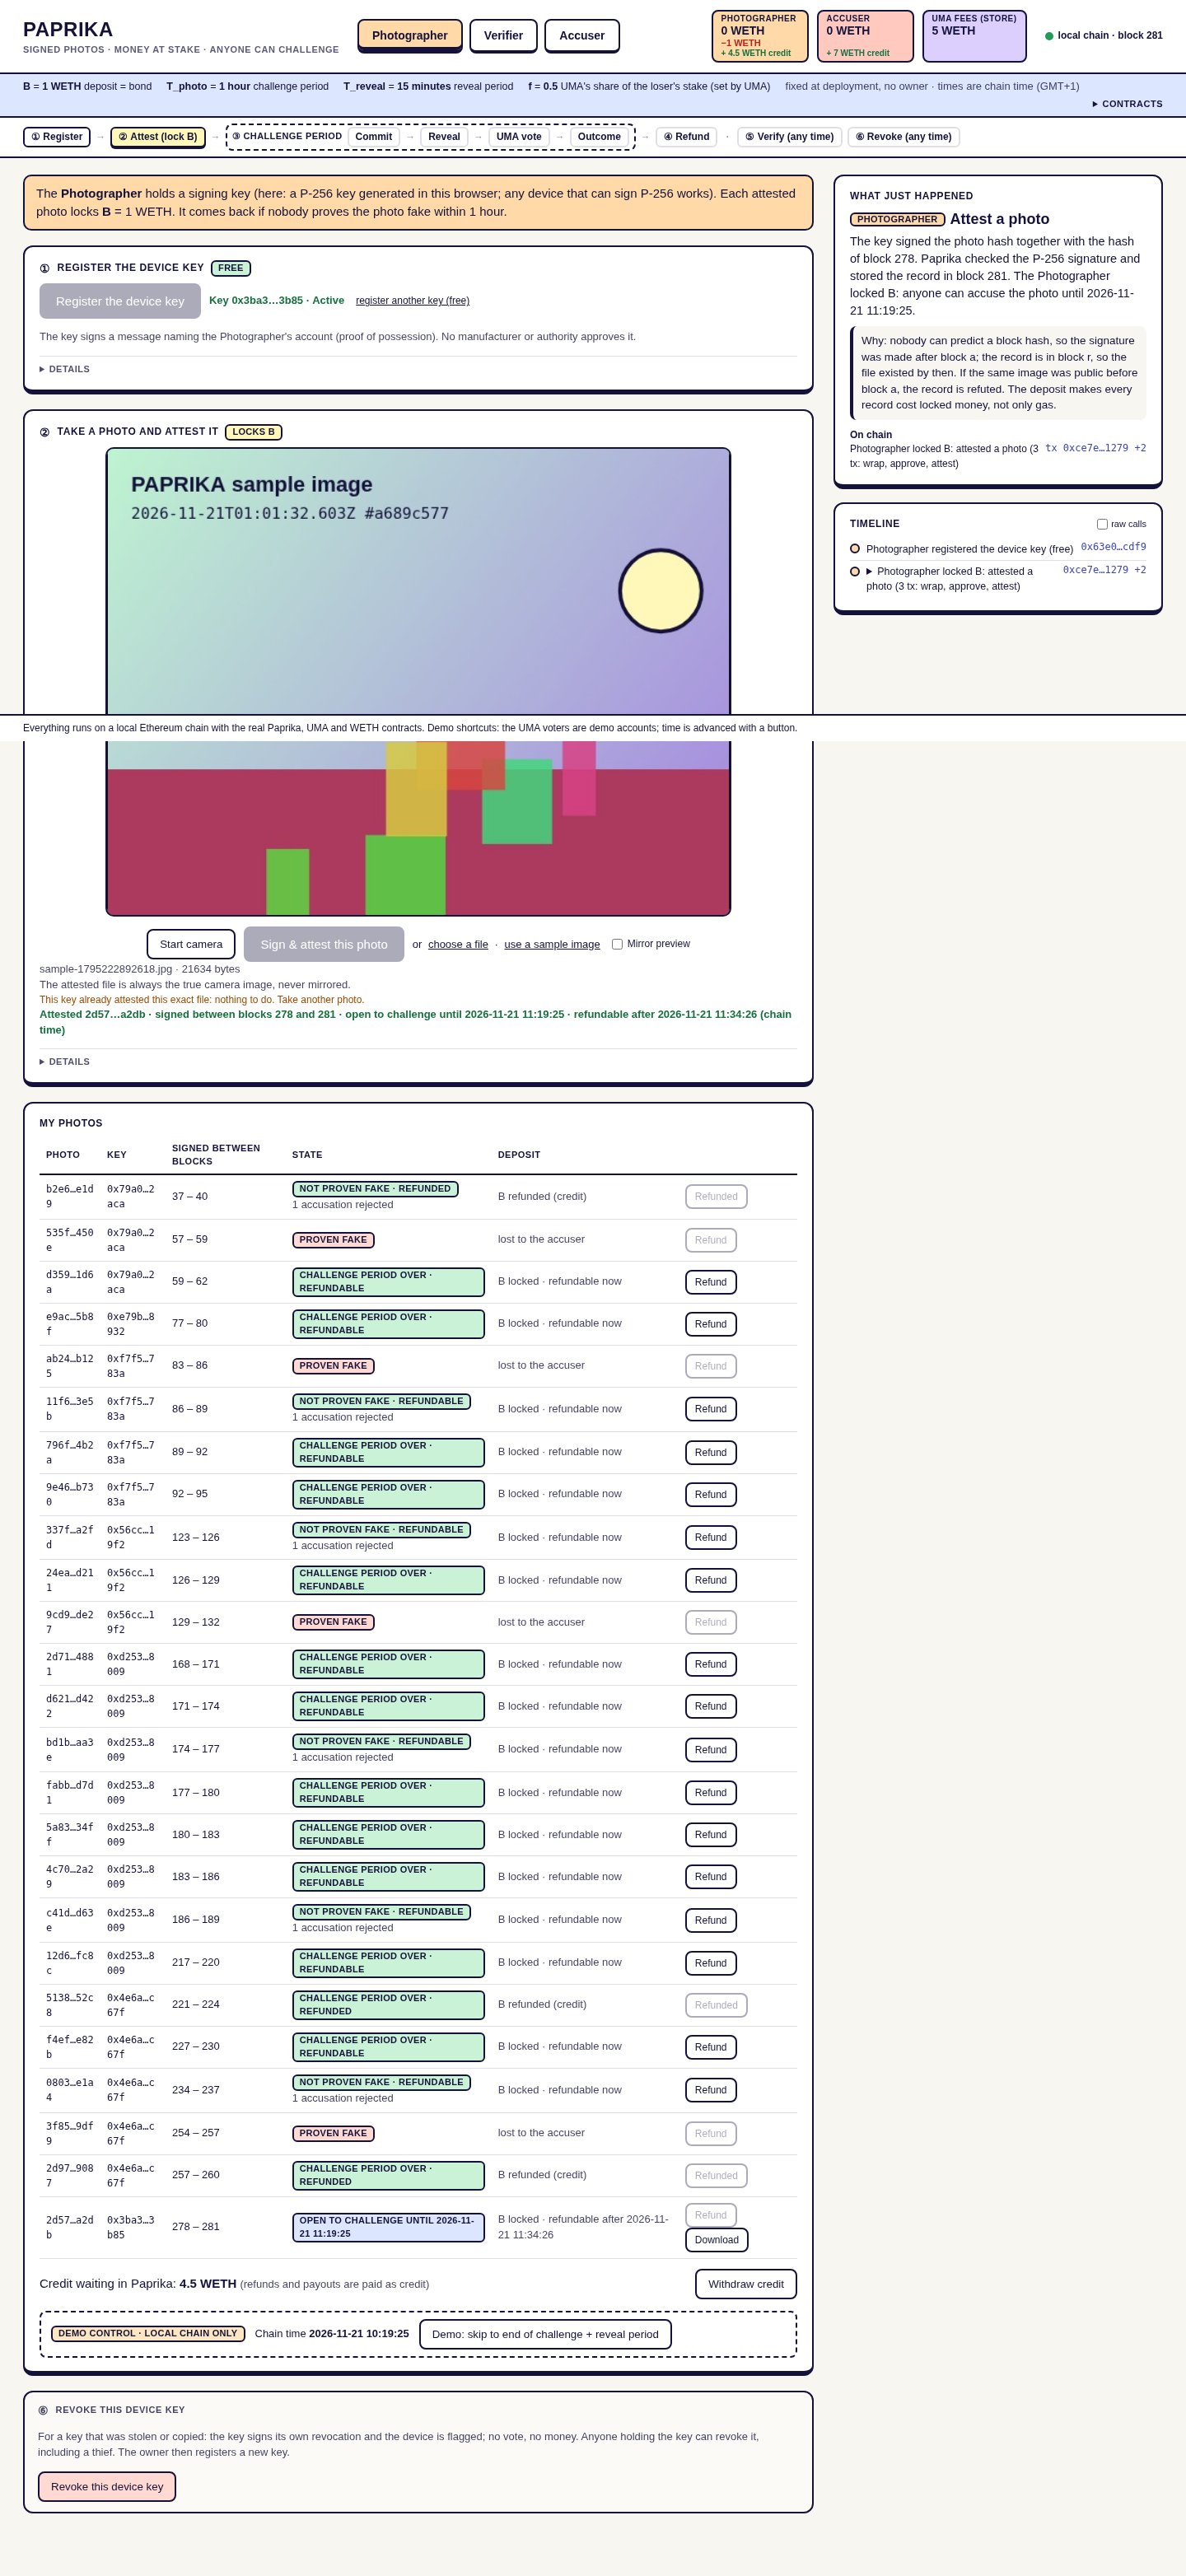 PAPRIKA
SIGNED PHOTOS · MONEY AT STAKE · ANYONE CAN CHALLENGE
Photographer
Verifier
Accuser
PHOTOGRAPHER
0 WETH
−1 WETH
+ 4.5 WETH credit
ACCUSER
0 WETH
+ 7 WETH credit
UMA FEES (STORE)
5 WETH
local chain · block 281
B = 1 WETH deposit = bond T_photo = 1 hour challenge period T_reveal = 15 minutes reveal period f = 0.5 UMA's share of the loser's stake (set by UMA) fixed at deployment, no owner · times are chain time (GMT+1)
▶ CONTRACTS
① Register → ② Attest (lock B) → ③ CHALLENGE PERIOD Commit → Reveal → UMA vote → Outcome → ④ Refund · ⑤ Verify (any time) ⑥ Revoke (any time)
The Photographer holds a signing key (here: a P-256 key generated in this browser; any device that can sign P-256 works). Each attested
photo locks B = 1 WETH. It comes back if nobody proves the photo fake within 1 hour.
① REGISTER THE DEVICE KEY FREE
Register the device key Key 0x3ba3…3b85 · Active register another key (free)
The key signs a message naming the Photographer's account (proof of possession). No manufacturer or authority approves it.
▶ DETAILS
② TAKE A PHOTO AND ATTEST IT LOCKS B
PAPRIKA sample image
2026-11-21T01:01:32.603Z #a689c577
Everything runs on a local Ethereum chain with the real Paprika, UMA and WETH contracts. Demo shortcuts: the UMA voters are demo accounts; time is advanced with a button.
Start camera Sign & attest this photo or choose a file · use a sample image Mirror preview
sample-1795222892618.jpg · 21634 bytes
The attested file is always the true camera image, never mirrored.
This key already attested this exact file: nothing to do. Take another photo.
Attested 2d57…a2db · signed between blocks 278 and 281 · open to challenge until 2026-11-21 11:19:25 · refundable after 2026-11-21 11:34:26 (chain
time)
▶ DETAILS
MY PHOTOS
PHOTO KEY SIGNED BETWEEN BLOCKS STATE DEPOSIT
b2e6…e1d9 0x79a0…2aca 37 – 40 NOT PROVEN FAKE · REFUNDED 1 accusation rejected B refunded (credit) Refunded
535f…450e 0x79a0…2aca 57 – 59 PROVEN FAKE lost to the accuser Refund
d359…1d6a 0x79a0…2aca 59 – 62 CHALLENGE PERIOD OVER · REFUNDABLE B locked · refundable now Refund
e9ac…5b8f 0xe79b…8932 77 – 80 CHALLENGE PERIOD OVER · REFUNDABLE B locked · refundable now Refund
ab24…b125 0xf7f5…783a 83 – 86 PROVEN FAKE lost to the accuser Refund
11f6…3e5b 0xf7f5…783a 86 – 89 NOT PROVEN FAKE · REFUNDABLE 1 accusation rejected B locked · refundable now Refund
796f…4b2a 0xf7f5…783a 89 – 92 CHALLENGE PERIOD OVER · REFUNDABLE B locked · refundable now Refund
9e46…b730 0xf7f5…783a 92 – 95 CHALLENGE PERIOD OVER · REFUNDABLE B locked · refundable now Refund
337f…a2fd 0x56cc…19f2 123 – 126 NOT PROVEN FAKE · REFUNDABLE 1 accusation rejected B locked · refundable now Refund
24ea…d211 0x56cc…19f2 126 – 129 CHALLENGE PERIOD OVER · REFUNDABLE B locked · refundable now Refund
9cd9…de27 0x56cc…19f2 129 – 132 PROVEN FAKE lost to the accuser Refund
2d71…4881 0xd253…8009 168 – 171 CHALLENGE PERIOD OVER · REFUNDABLE B locked · refundable now Refund
d621…d422 0xd253…8009 171 – 174 CHALLENGE PERIOD OVER · REFUNDABLE B locked · refundable now Refund
bd1b…aa3e 0xd253…8009 174 – 177 NOT PROVEN FAKE · REFUNDABLE 1 accusation rejected B locked · refundable now Refund
fabb…d7d1 0xd253…8009 177 – 180 CHALLENGE PERIOD OVER · REFUNDABLE B locked · refundable now Refund
5a83…34ff 0xd253…8009 180 – 183 CHALLENGE PERIOD OVER · REFUNDABLE B locked · refundable now Refund
4c70…2a29 0xd253…8009 183 – 186 CHALLENGE PERIOD OVER · REFUNDABLE B locked · refundable now Refund
c41d…d63e 0xd253…8009 186 – 189 NOT PROVEN FAKE · REFUNDABLE 1 accusation rejected B locked · refundable now Refund
12d6…fc8c 0xd253…8009 217 – 220 CHALLENGE PERIOD OVER · REFUNDABLE B locked · refundable now Refund
5138…52c8 0x4e6a…c67f 221 – 224 CHALLENGE PERIOD OVER · REFUNDED B refunded (credit) Refunded
f4ef…e82b 0x4e6a…c67f 227 – 230 CHALLENGE PERIOD OVER · REFUNDABLE B locked · refundable now Refund
0803…e1a4 0x4e6a…c67f 234 – 237 NOT PROVEN FAKE · REFUNDABLE 1 accusation rejected B locked · refundable now Refund
3f85…9df9 0x4e6a…c67f 254 – 257 PROVEN FAKE lost to the accuser Refund
2d97…9087 0x4e6a…c67f 257 – 260 CHALLENGE PERIOD OVER · REFUNDED B refunded (credit) Refunded
2d57…a2db 0x3ba3…3b85 278 – 281 OPEN TO CHALLENGE UNTIL 2026-11-21 11:19:25 B locked · refundable after 2026-11-21 11:34:26 Refund Download
Credit waiting in Paprika: 4.5 WETH (refunds and payouts are paid as credit) Withdraw credit
DEMO CONTROL · LOCAL CHAIN ONLY Chain time 2026-11-21 10:19:25 Demo: skip to end of challenge + reveal period
⑥ REVOKE THIS DEVICE KEY
For a key that was stolen or copied: the key signs its own revocation and the device is flagged; no vote, no money. Anyone holding the key can revoke it,
including a thief. The owner then registers a new key.
Revoke this device key
WHAT JUST HAPPENED
PHOTOGRAPHER Attest a photo
The key signed the photo hash together with the hash
of block 278. Paprika checked the P-256 signature and
stored the record in block 281. The Photographer
locked B: anyone can accuse the photo until 2026-11-
21 11:19:25.
Why: nobody can predict a block hash, so the signature
was made after block a; the record is in block r, so the
file existed by then. If the same image was public before
block a, the record is refuted. The deposit makes every
record cost locked money, not only gas.
On chain
Photographer locked B: attested a photo (3 tx 0xce7e…1279 +2
tx: wrap, approve, attest)
TIMELINE raw calls
Photographer registered the device key (free) 0x63e0…cdf9
▶ Photographer locked B: attested a 0xce7e…1279 +2
photo (3 tx: wrap, approve, attest)